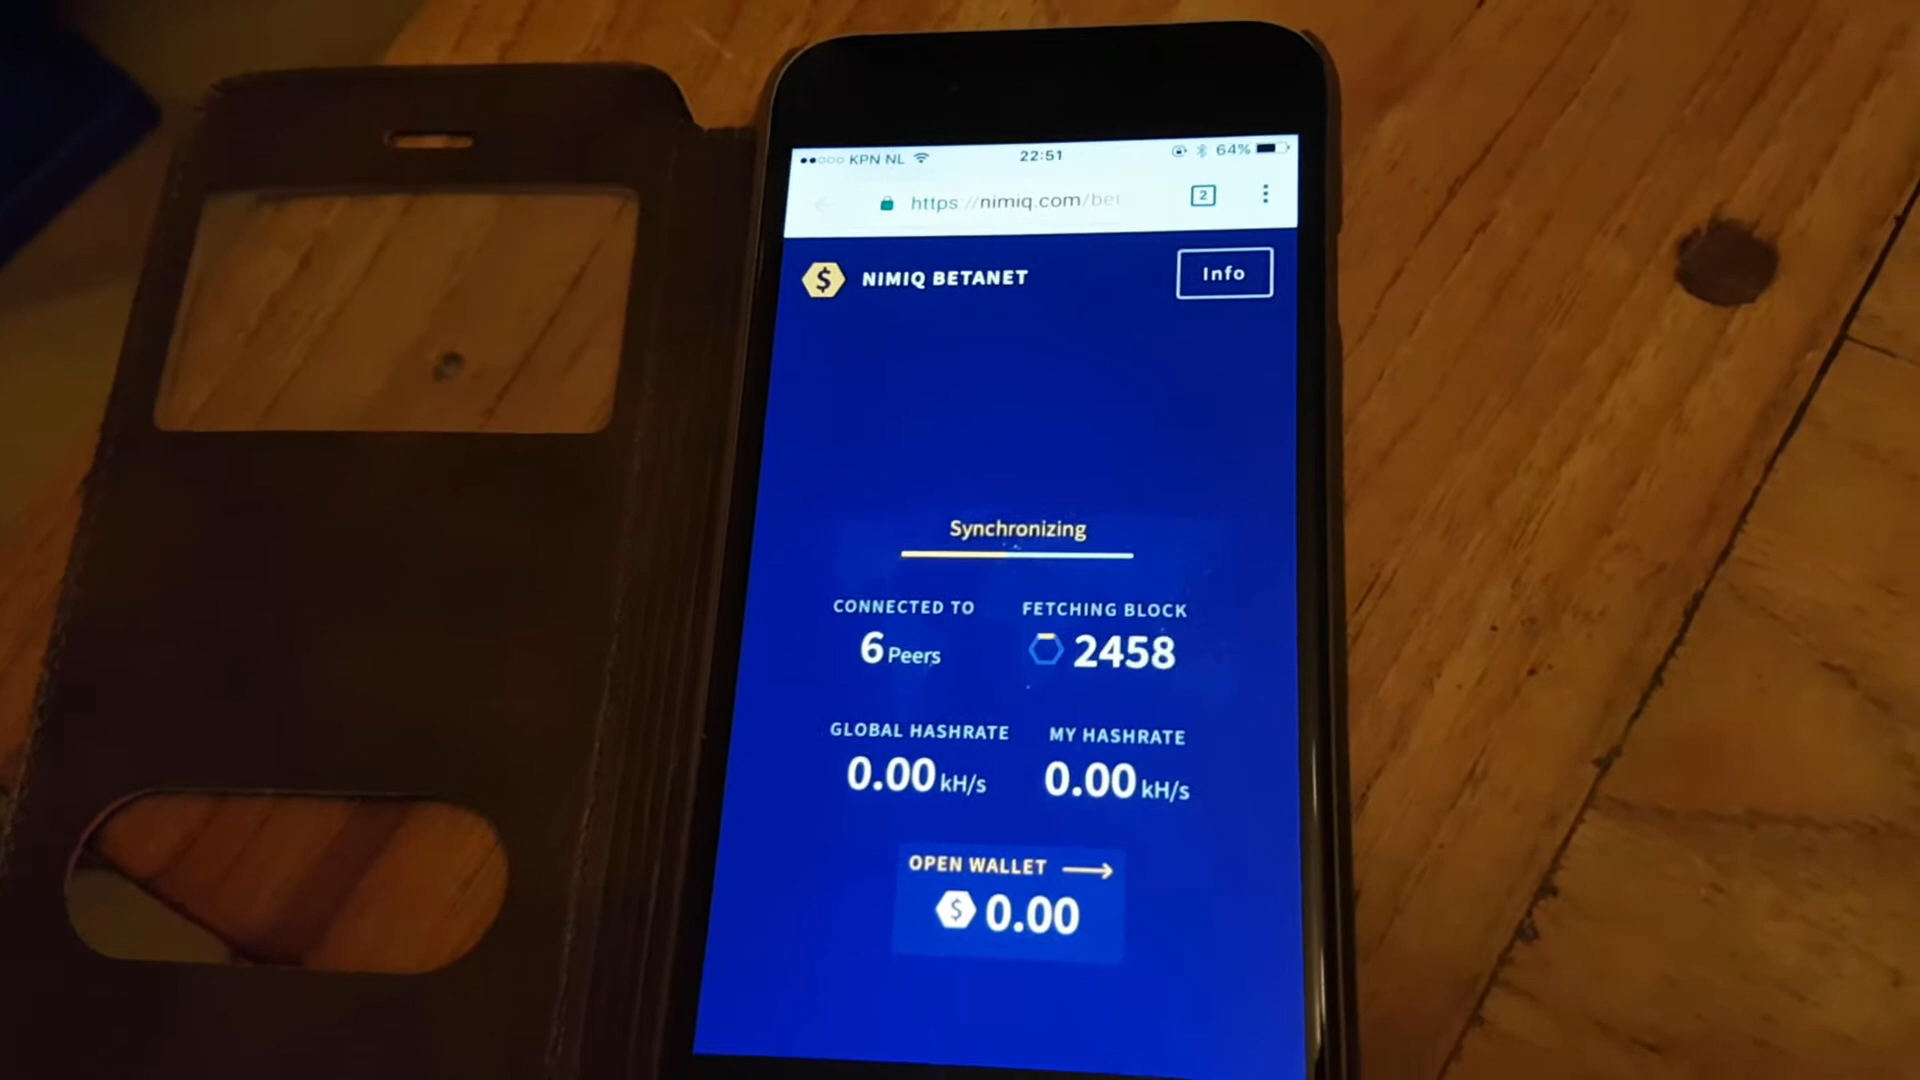 KPN NL 22:51 64%
https://nimiq.com/bet 2
NIMIQ BETANET Info
Synchronizing
CONNECTED TO FETCHING BLOCK
6 Peers 2458
GLOBAL HASHRATE MY HASHRATE
0.00 kH/s 0.00 kH/s
OPEN WALLET →
$ 0.00